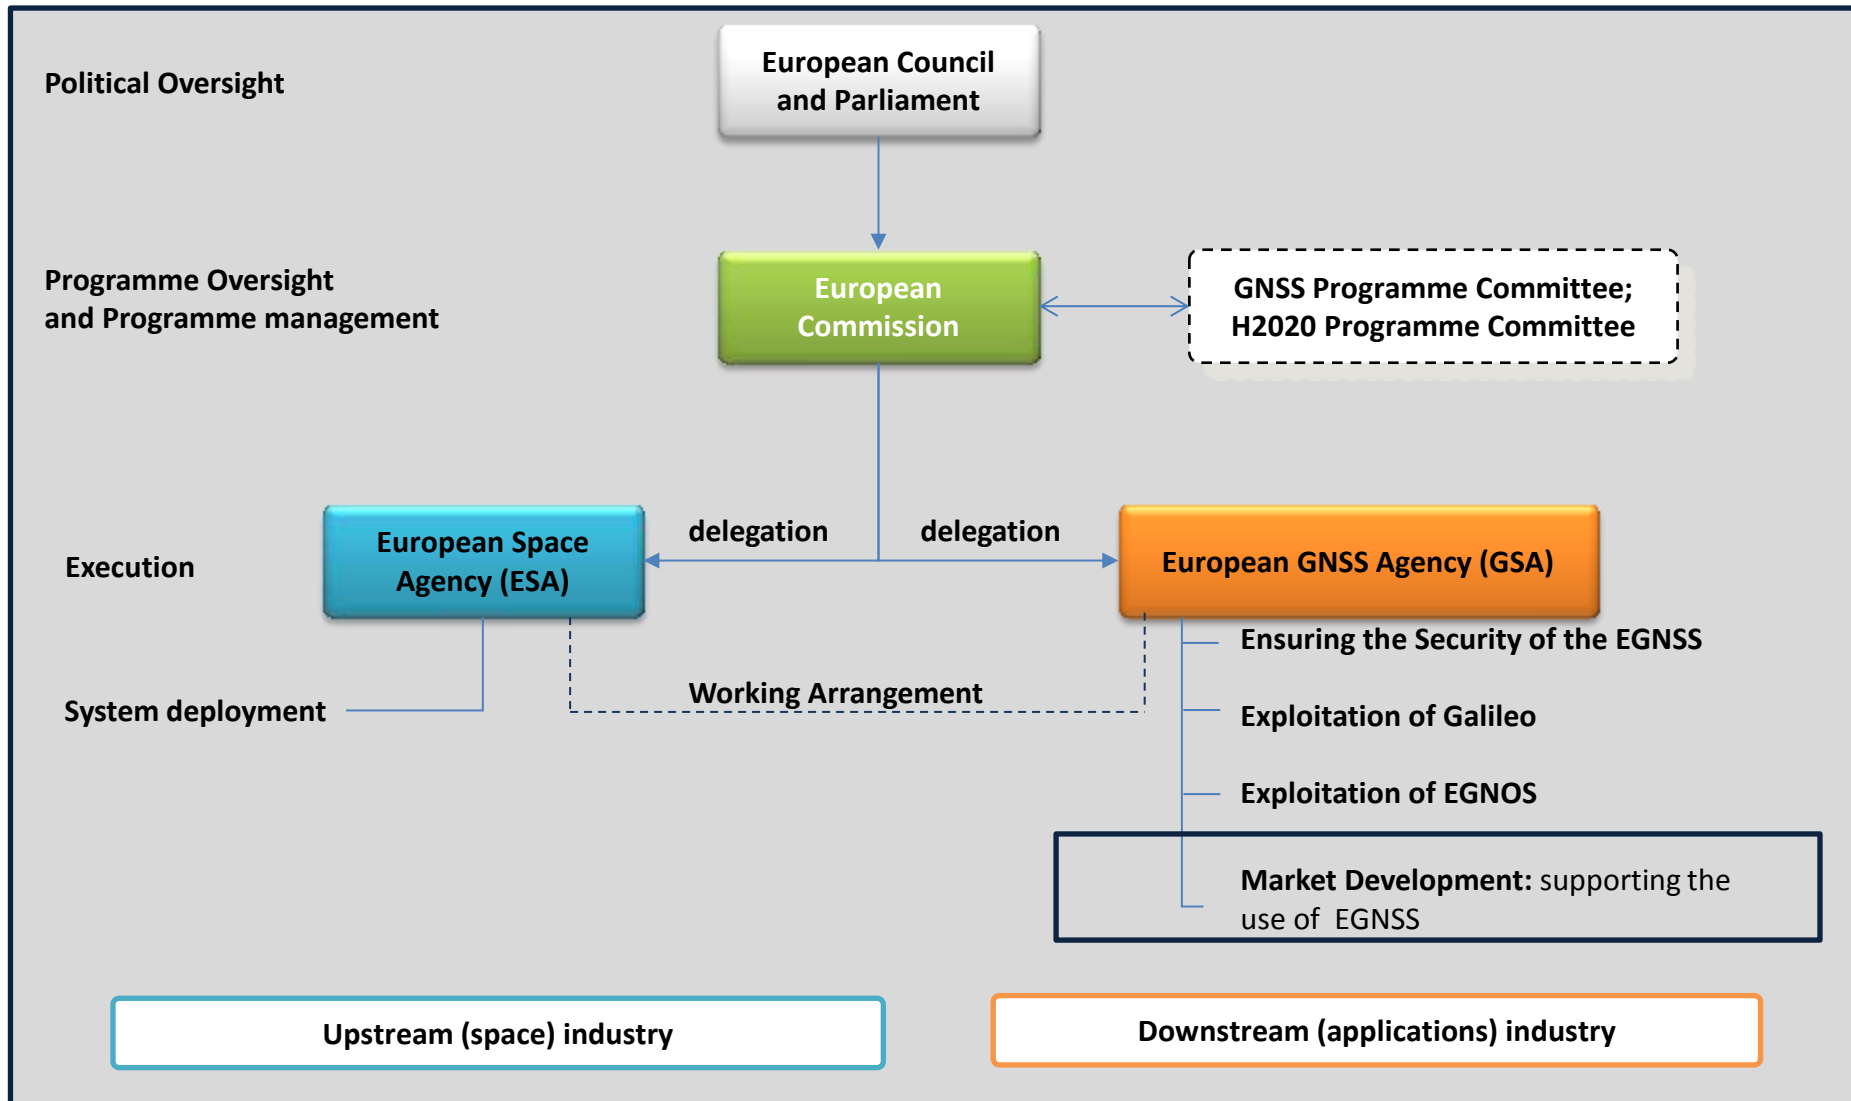 Political Oversight
European Council
and Parliament
Programme Oversight
and Programme management
European
Commission
GNSS Programme Committee;
H2020 Programme Committee
Execution
European Space
Agency (ESA)
delegation
delegation
European GNSS Agency (GSA)
System deployment
Working Arrangement
Ensuring the Security of the EGNSS
Exploitation of Galileo
Exploitation of EGNOS
Market Development: supporting the
use of  EGNSS
Upstream (space) industry
Downstream (applications) industry